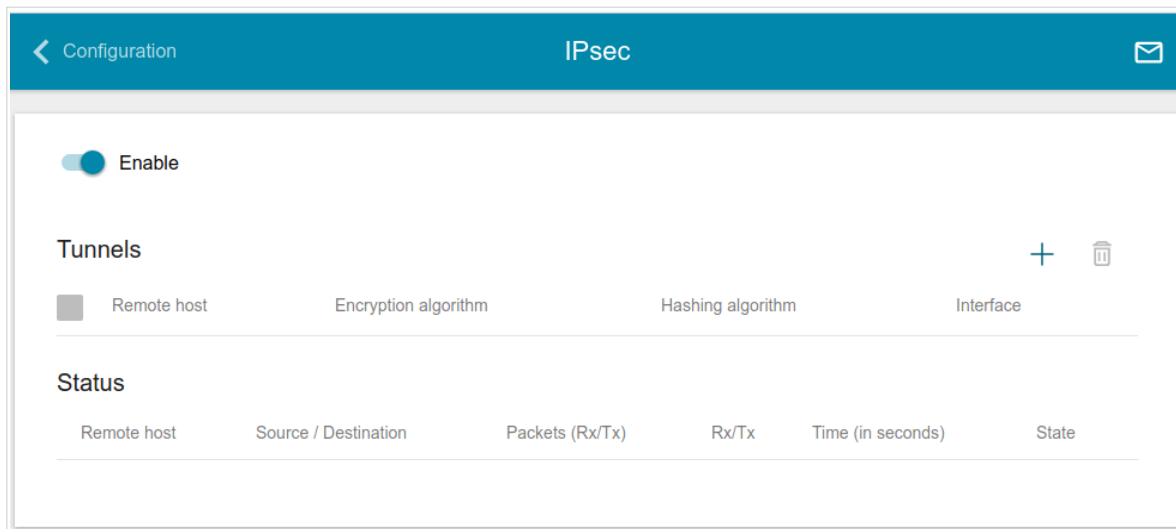 Configuration
IPsec
Enable
Tunnels
Remote host Encryption algorithm Hashing algorithm Interface
Status
Remote host Source / Destination Packets (Rx/Tx) Rx/Tx Time (in seconds) State